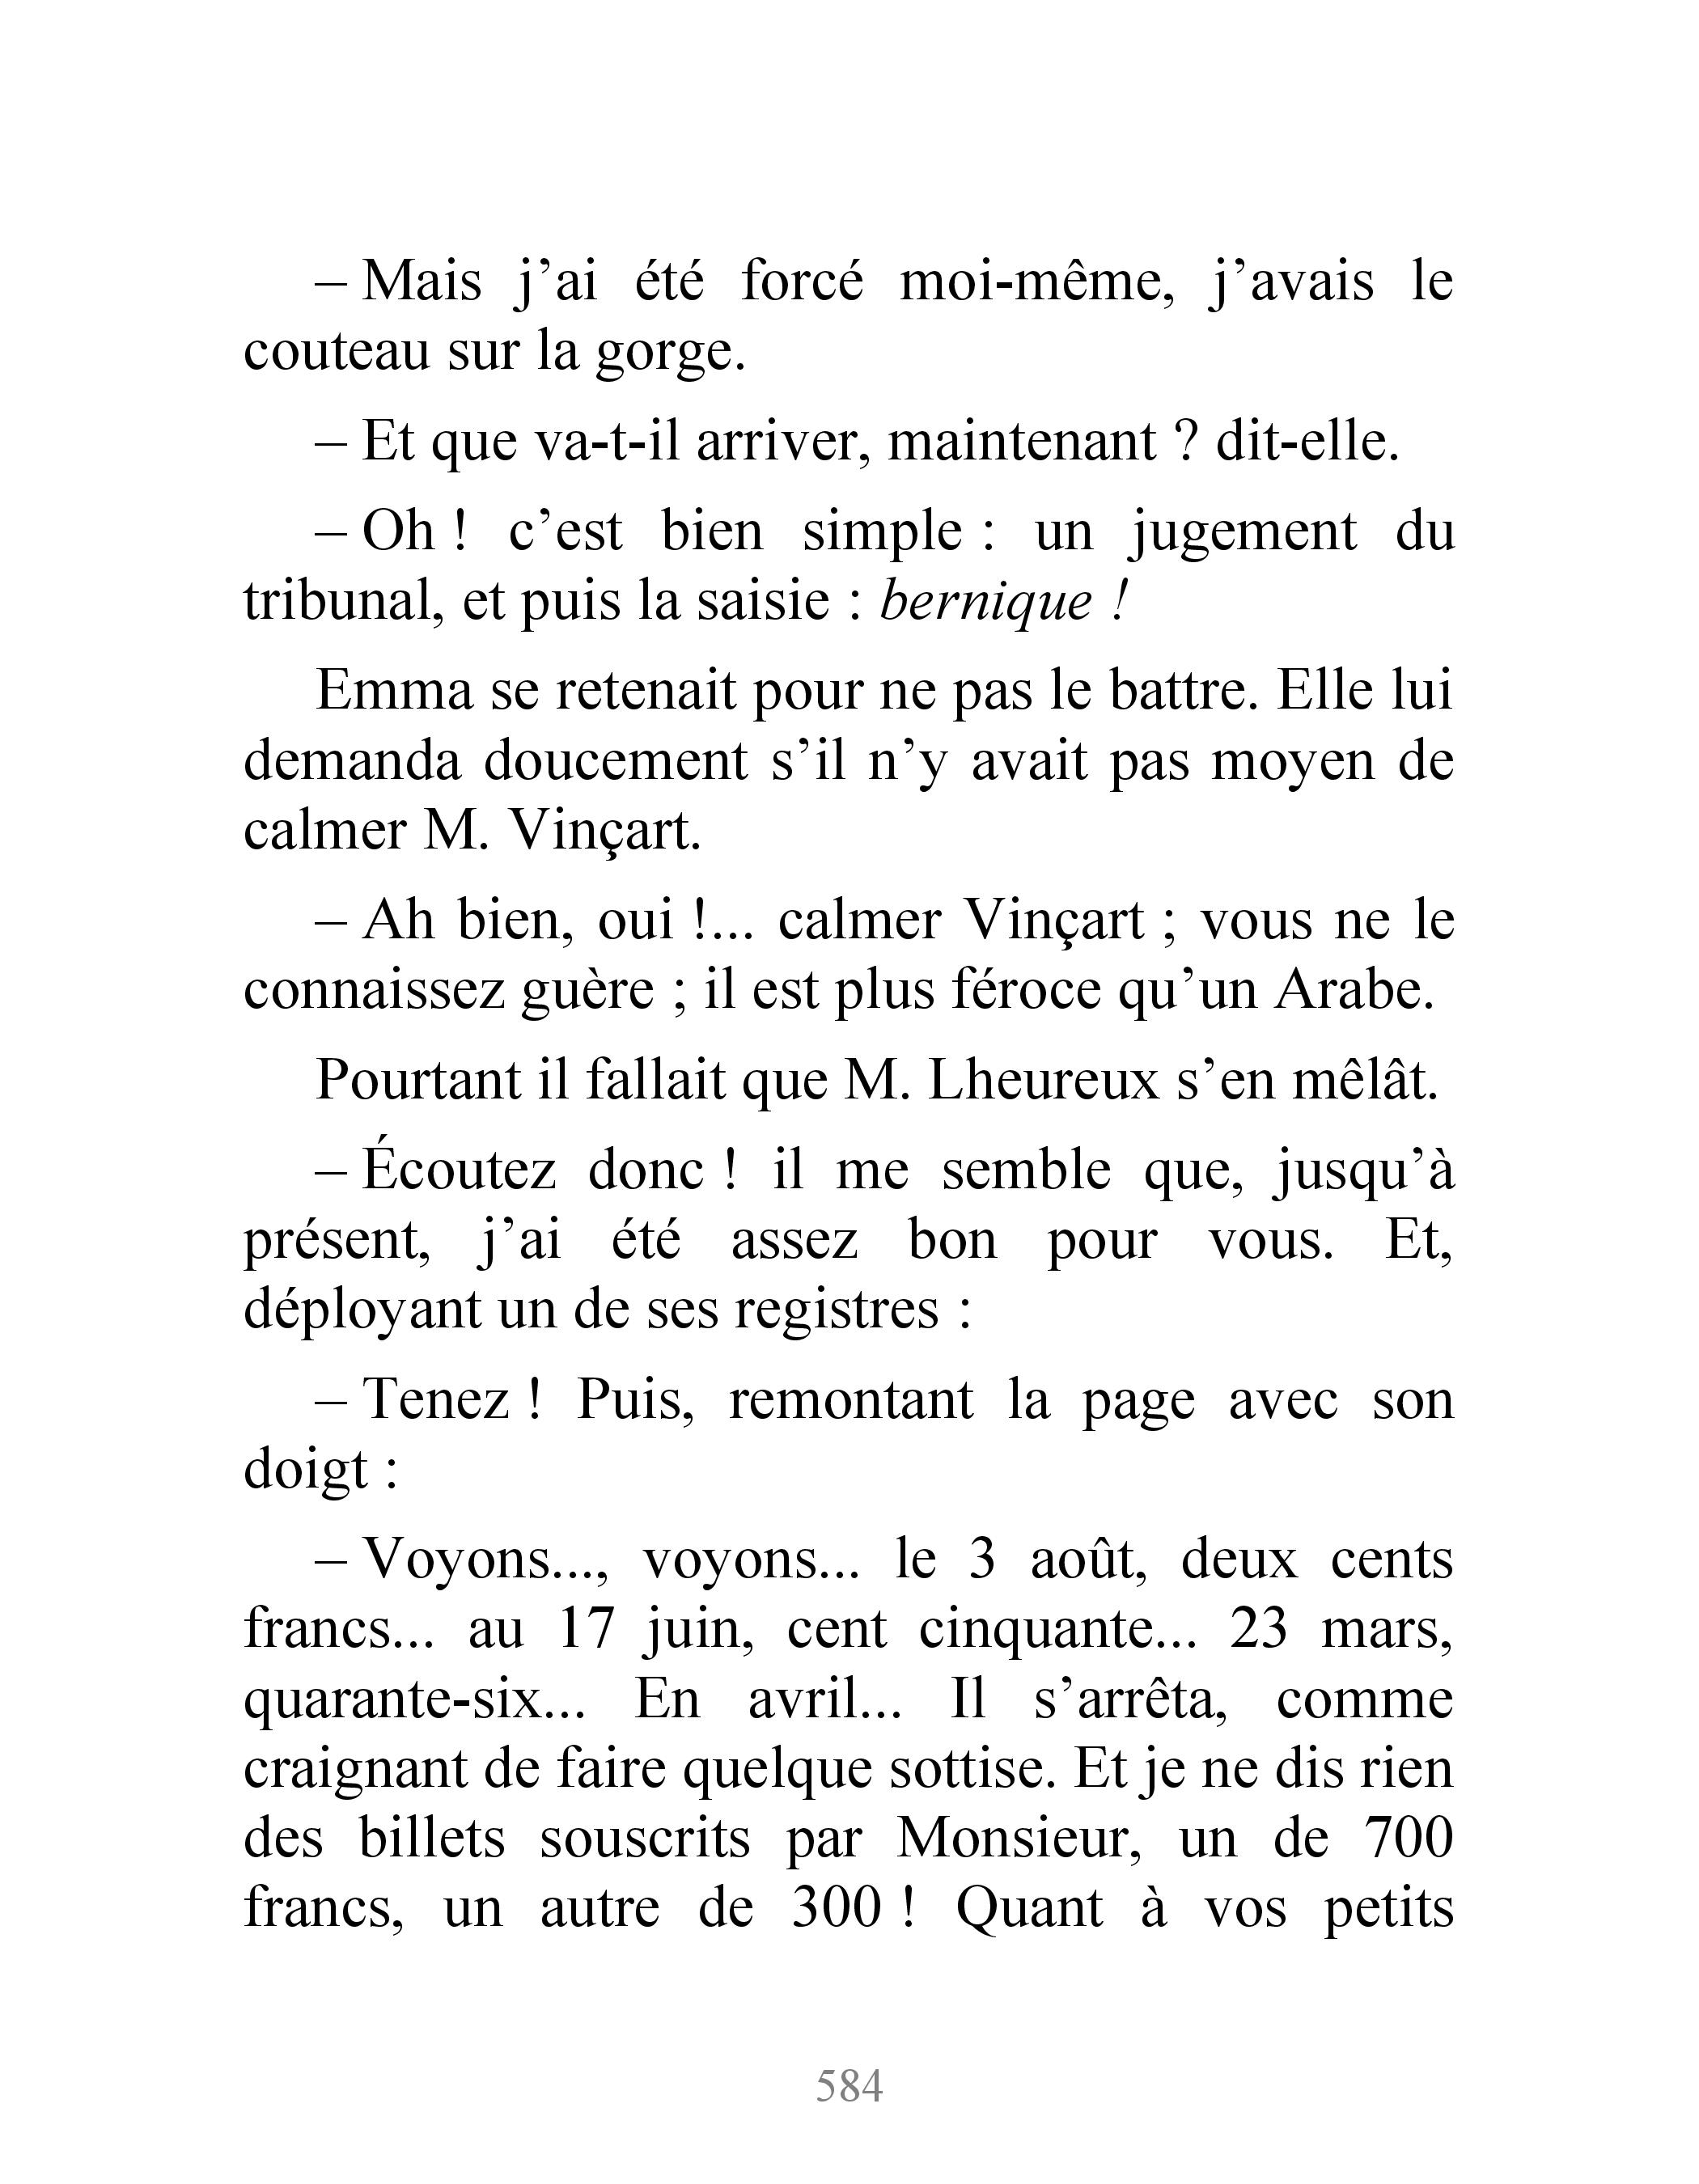 – Mais j’ai été forcé moi-même, j’avais le
couteau sur la gorge.
– Et que va-t-il arriver, maintenant ? dit-elle.
– Oh ! c’est bien simple : un jugement du
tribunal, et puis la saisie : bernique !
Emma se retenait pour ne pas le battre. Elle lui
demanda doucement s’il n’y avait pas moyen de
calmer M. Vinçart.
– Ah bien, oui !... calmer Vinçart ; vous ne le
connaissez guère ; il est plus féroce qu’un Arabe.
Pourtant il fallait que M. Lheureux s’en mêlât.
– Écoutez donc ! il me semble que, jusqu’à
présent, j’ai été assez bon pour vous. Et,
déployant un de ses registres :
– Tenez ! Puis, remontant la page avec son
doigt :
– Voyons..., voyons... le 3 août, deux cents
francs... au 17 juin, cent cinquante... 23 mars,
quarante-six... En avril... Il s’arrêta, comme
craignant de faire quelque sottise. Et je ne dis rien
des billets souscrits par Monsieur, un de 700
francs, un autre de 300 ! Quant à vos petits
584